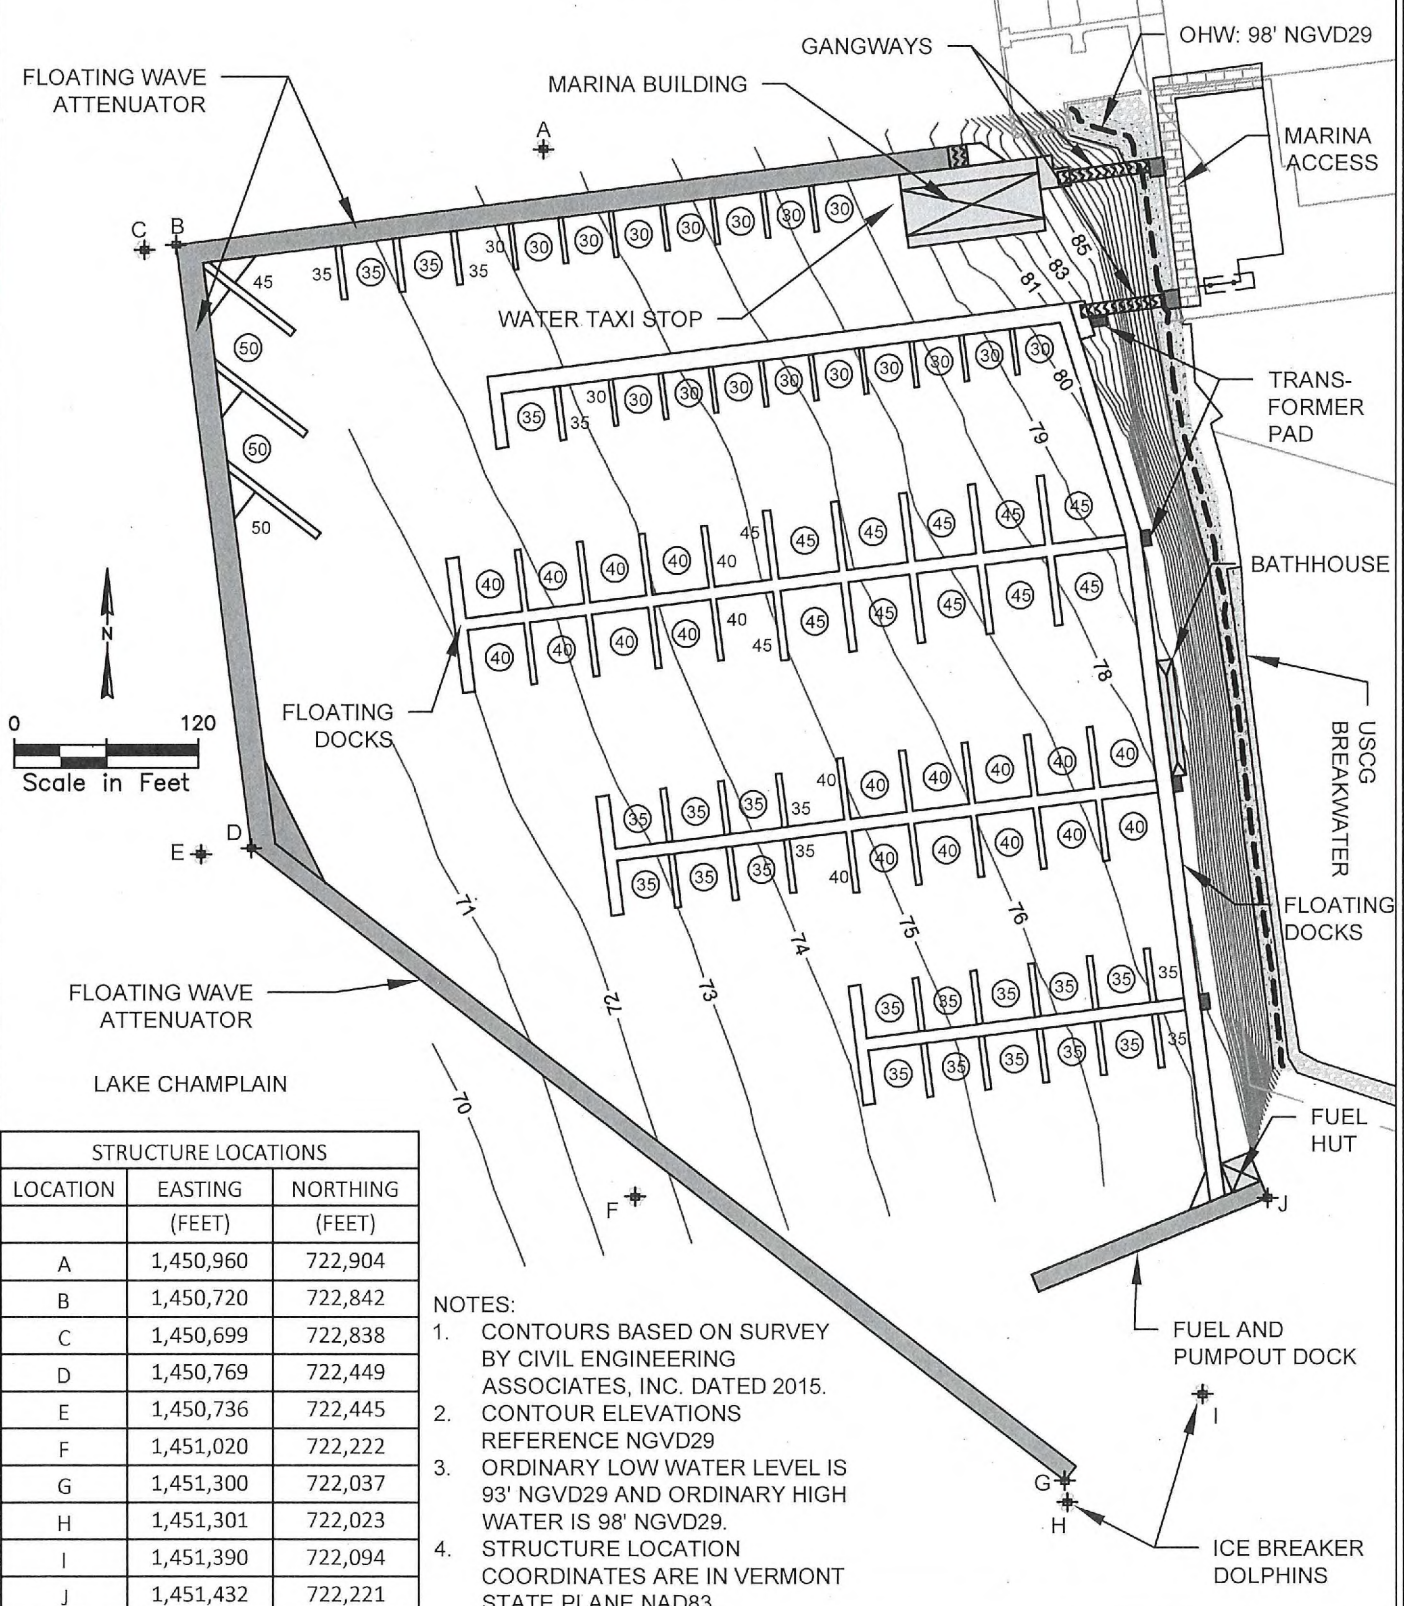 GANGWAYS
OHW: 98' NGVD29
FLOATING WAVE
ATTENUATOR
MARINA BUILDING
A
MARINA
ACCESS
C
B
30
30
30
30
30
30
30
30
35
35
35
35
45
85
83
81
WATER TAXI STOP
50
50
50
35
35
30
30
30
30
30
30
30
30
30
30
80
79
TRANS-
FORMER
PAD
40
40
40
40
40
45
45
45
45
45
45
40
40
40
40
40
45
45
45
45
45
45
78
BATHHOUSE
N
0
120
Scale in Feet
FLOATING
DOCKS
USCG
BREAKWATER
35
35
35
35
40
40
40
40
40
40
35
35
35
35
40
40
40
40
40
40
D
E
71
72
73
74
75
76
FLOATING
DOCKS
FLOATING WAVE
ATTENUATOR
35
35
35
35
35
35
35
35
35
35
35
35
LAKE CHAMPLAIN
70
FUEL
HUT
F
J
FUEL AND
PUMPOUT DOCK
I
G
H
ICE BREAKER
DOLPHINS
STRUCTURE LOCATIONS
LOCATION EASTING NORTHING
(FEET) (FEET)
A 1,450,960 722,904
B 1,450,720 722,842
C 1,450,699 722,838
D 1,450,769 722,449
E 1,450,736 722,445
F 1,451,020 722,222
G 1,451,300 722,037
H 1,451,301 722,023
I 1,451,390 722,094
J 1,451,432 722,221
NOTES:
1. CONTOURS BASED ON SURVEY
BY CIVIL ENGINEERING
ASSOCIATES, INC. DATED 2015.
2. CONTOUR ELEVATIONS
REFERENCE NGVD29
3. ORDINARY LOW WATER LEVEL IS
93' NGVD29 AND ORDINARY HIGH
WATER IS 98' NGVD29.
4. STRUCTURE LOCATION
COORDINATES ARE IN VERMONT
STATE PLANE NAD83